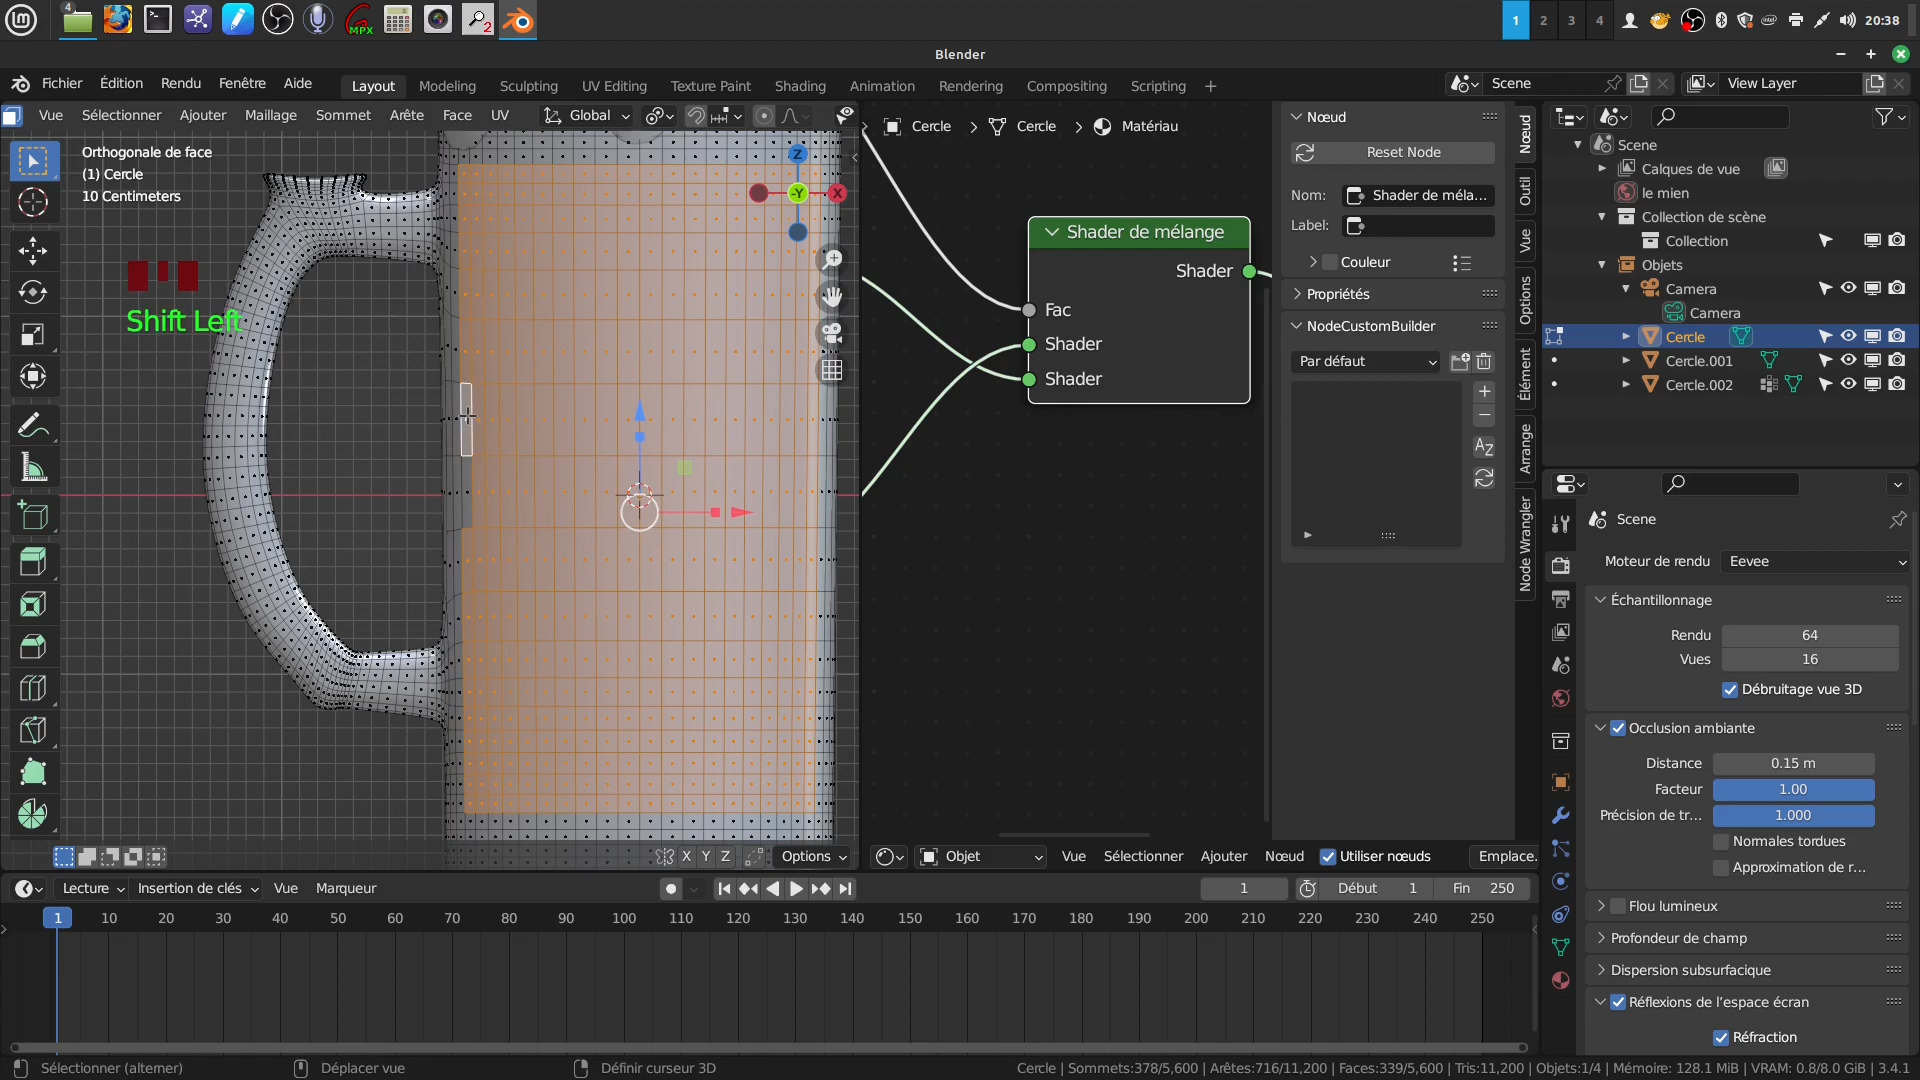 4
MPX
2
1
2
3
4
20:38
Blender
Fichier Édition Rendu Fenêtre Aide
Layout Modeling Sculpting UV Editing Texture Paint Shading Animation Rendering Compositing Scripting +
Scene
View Layer
Vue Sélectionner Ajouter Maillage Sommet Arête Face UV
Global
Orthogonale de face
(1) Cercle
10 Centimeters
Z
-Y
X
Shift Left
X Y Z
Options
Cercle > Cercle > Matériau
Shader de mélange
Shader
Fac
Shader
Shader
Nœud
Reset Node
Nom: Shader de méla...
Label:
Couleur
Propriétés
NodeCustomBuilder
Par défaut
Nœud
Outil
Vue
Options
Élément
Arrange
Node Wrangler
Objet
Vue Sélectionner Ajouter Nœud Utiliser nœuds Emplace.
Scene
Calques de vue
le mien
Collection de scène
Collection
Objets
Camera
Camera
Cercle
Cercle.001
Cercle.002
Scene
Moteur de rendu Eevee
Échantillonnage
Rendu 64
Vues 16
Débruitage vue 3D
Occlusion ambiante
Distance 0.15 m
Facteur 1.00
Précision de tr... 1.000
Normales tordues
Approximation de r...
Flou lumineux
Profondeur de champ
Dispersion subsurfacique
Réflexions de l'espace écran
Réfraction
Lecture Insertion de clés Vue Marqueur
1
Début 1
Fin 250
1 10 20 30 40 50 60 70 80 90 100 110 120 130 140 150 160 170 180 190 200 210 220 230 240 250
Sélectionner (alterner)
Déplacer vue
Définir curseur 3D
Cercle | Sommets:378/5,600 | Arêtes:716/11,200 | Faces:339/5,600 | Tris:11,200 | Objets:1/4 | Mémoire: 128.1 MiB | VRAM: 0.8/8.0 GiB | 3.4.1